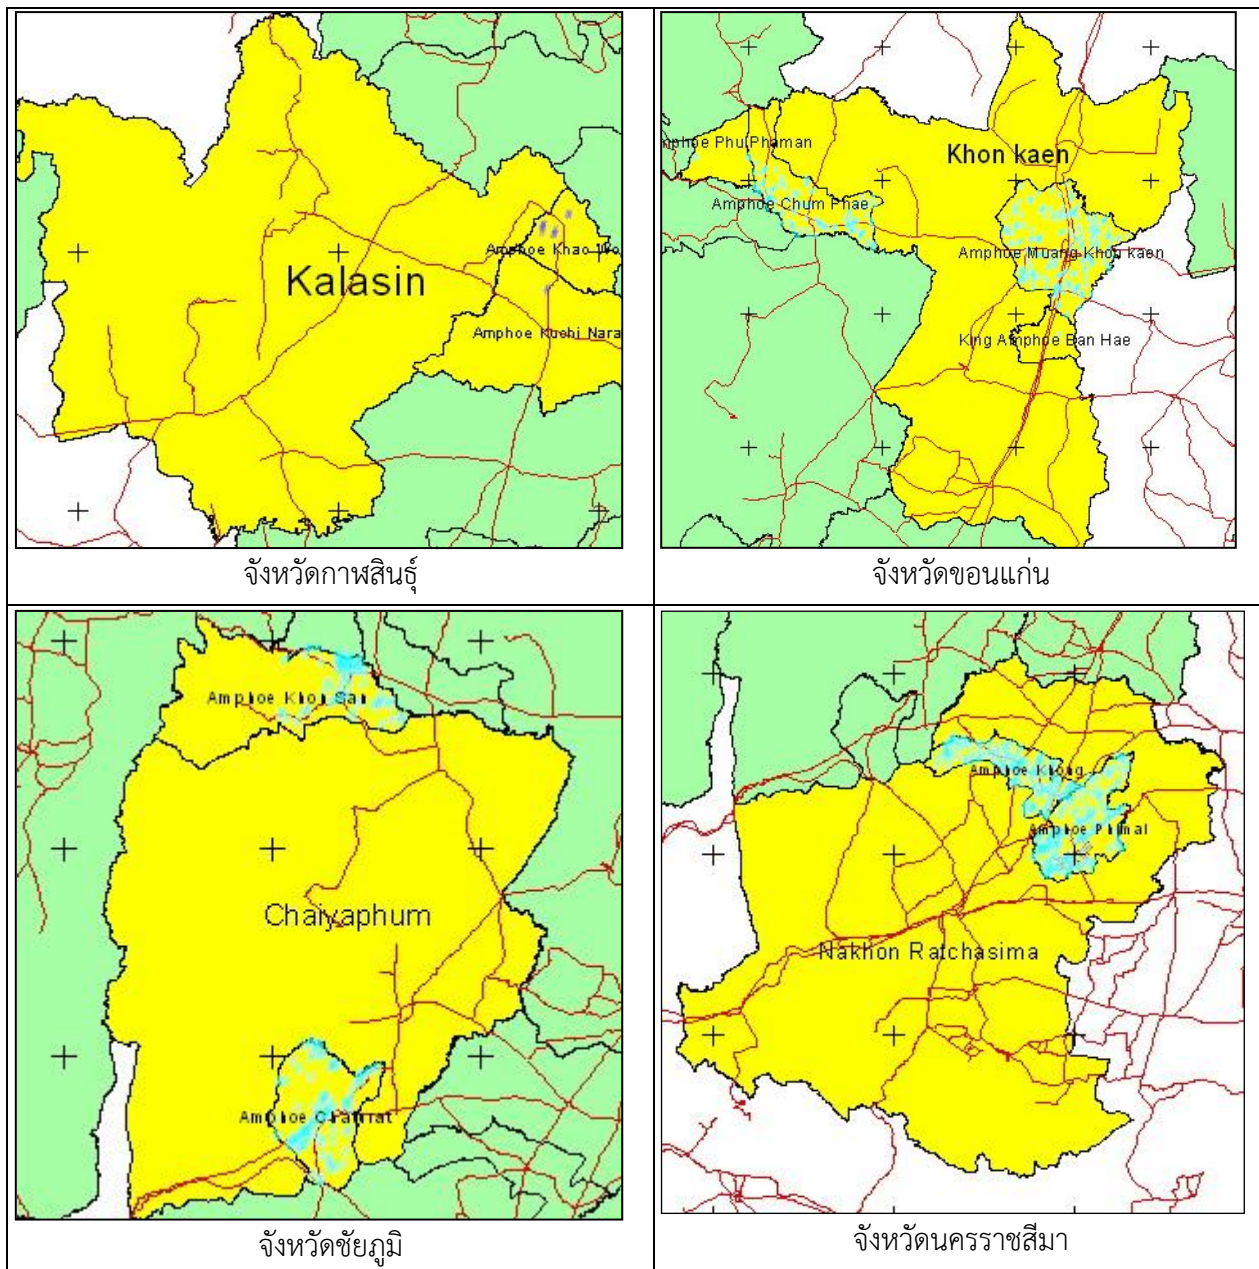 Kalasin
Amphoe Khao Wo
Amphoe Kuchi Nara
จังหวัดกาฬสินธุ์
Khon kaen
nphoe Phu Phaman
Amphoe Chum Phae
Amphoe Muang Khon kaen
King Amphoe Ban Hae
จังหวัดขอนแก่น
Amphoe Khon San
Chaiyaphum
Amphoe Chatturat
จังหวัดชัยภูมิ
Amphoe Khong
Amphoe Phimai
Nakhon Ratchasima
จังหวัดนครราชสีมา